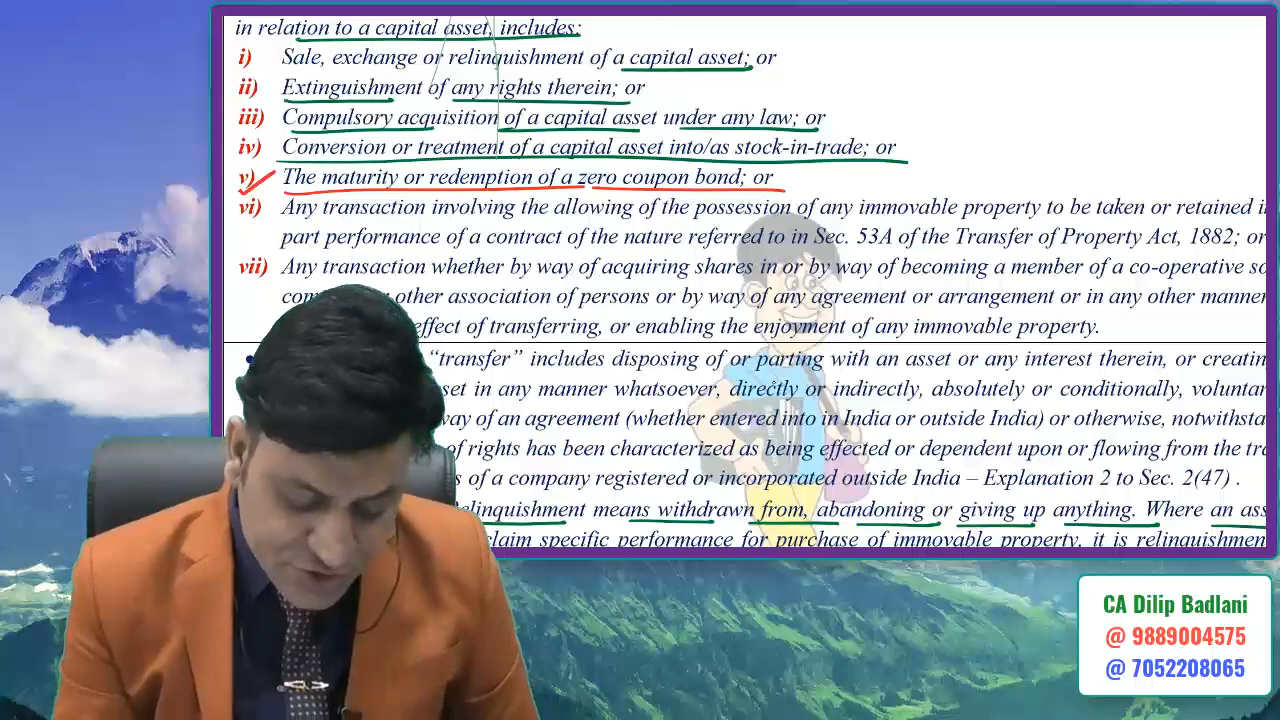 in relation to a capital asset, includes:
i) Sale, exchange or relinquishment of a capital asset; or
ii) Extinguishment of any rights therein; or
iii) Compulsory acquisition of a capital asset under any law; or
iv) Conversion or treatment of a capital asset into/as stock-in-trade; or
v) The maturity or redemption of a zero coupon bond; or
vi) Any transaction involving the allowing of the possession of any immovable property to be taken or retained
part performance of a contract of the nature referred to in Sec. 53A of the Transfer of Property Act, 1882; or
vii) Any transaction whether by way of acquiring shares in or by way of becoming a member of a co-operative
other association of persons or by way of any agreement or arrangement or in any other manner
effect of transferring, or enabling the enjoyment of any immovable property.
• “transfer” includes disposing of or parting with an asset or any interest therein, or
in any manner whatsoever, directly or indirectly, absolutely or conditionally,
way of an agreement (whether entered into in India or outside India) or otherwise,
of rights has been characterized as being effected or dependent upon or flowing from the
of a company registered or incorporated outside India – Explanation 2 to Sec. 2(47) .
relinquishment means withdrawn from, abandoning or giving up anything. Where an
claim specific performance for purchase of immovable property, it is
CA Dilip Badlani
@ 9889004575
@ 7052208065